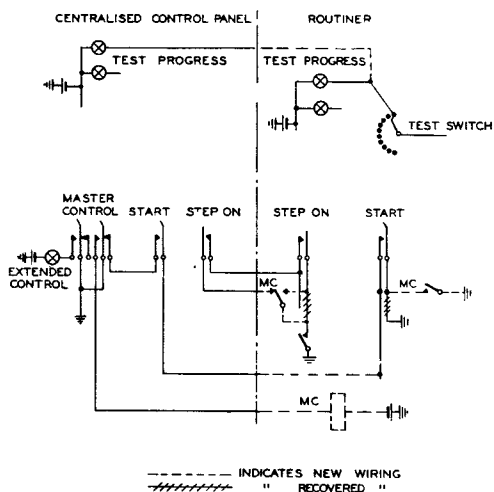 CENTRALISED CONTROL PANEL
ROUTINER
TEST PROGRESS
TEST PROGRESS
TEST SWITCH
MASTER
CONTROL
START
STEP ON
STEP ON
START
EXTENDED
CONTROL
MC
MC
MC
INDICATES NEW WIRING
" RECOVERED "